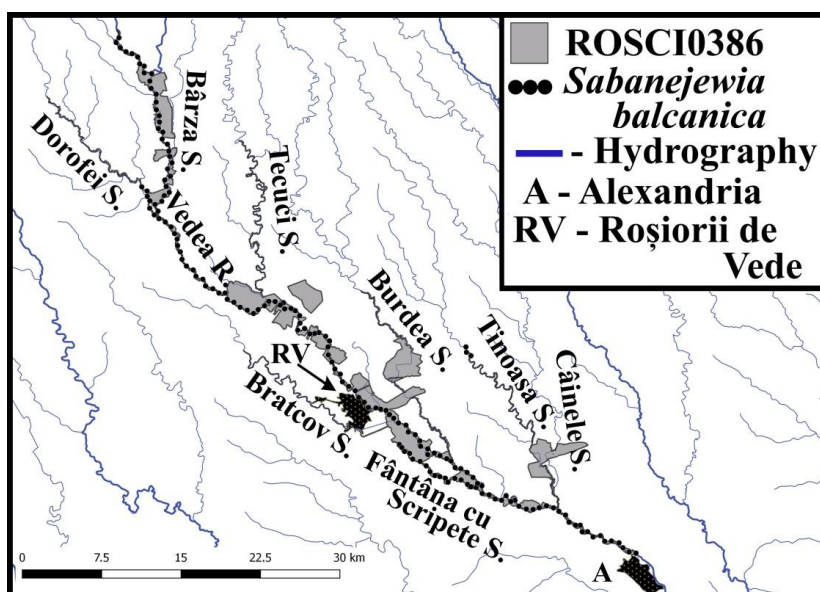 ROSCI0386
Sabanejewia
balcanica
- Hydrography
A - Alexandria
RV - Roșiorii de
Vede
Bârza S.
Dorofei S.
Tecuci S.
Vedea R.
Burdea S.
Tinoasa S.
Câinele S.
RV
Bratcov S.
Fântâna cu
Scripete S.
A
0 7.5 15 22.5 30 km